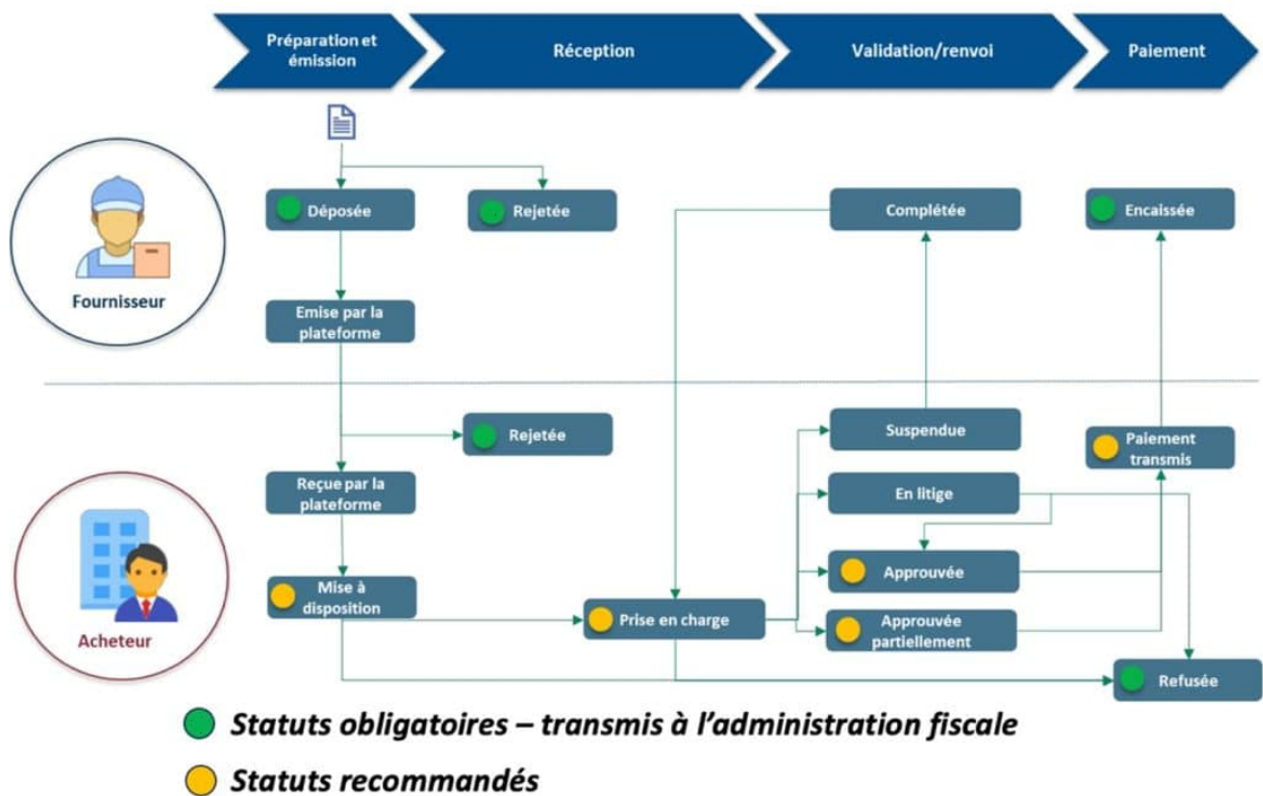 Préparation et
émission
Réception
Validation/renvoi
Paiement
Déposée
Rejetée
Complétée
Encaissée
Fournisseur
Emise par la
plateforme
Rejetée
Suspendue
Paiement
transmis
Reçue par la
plateforme
En litige
Approuvée
Mise à
disposition
Prise en charge
Approuvée
partiellement
Acheteur
Refusée
Statuts obligatoires – transmis à l’administration fiscale
Statuts recommandés